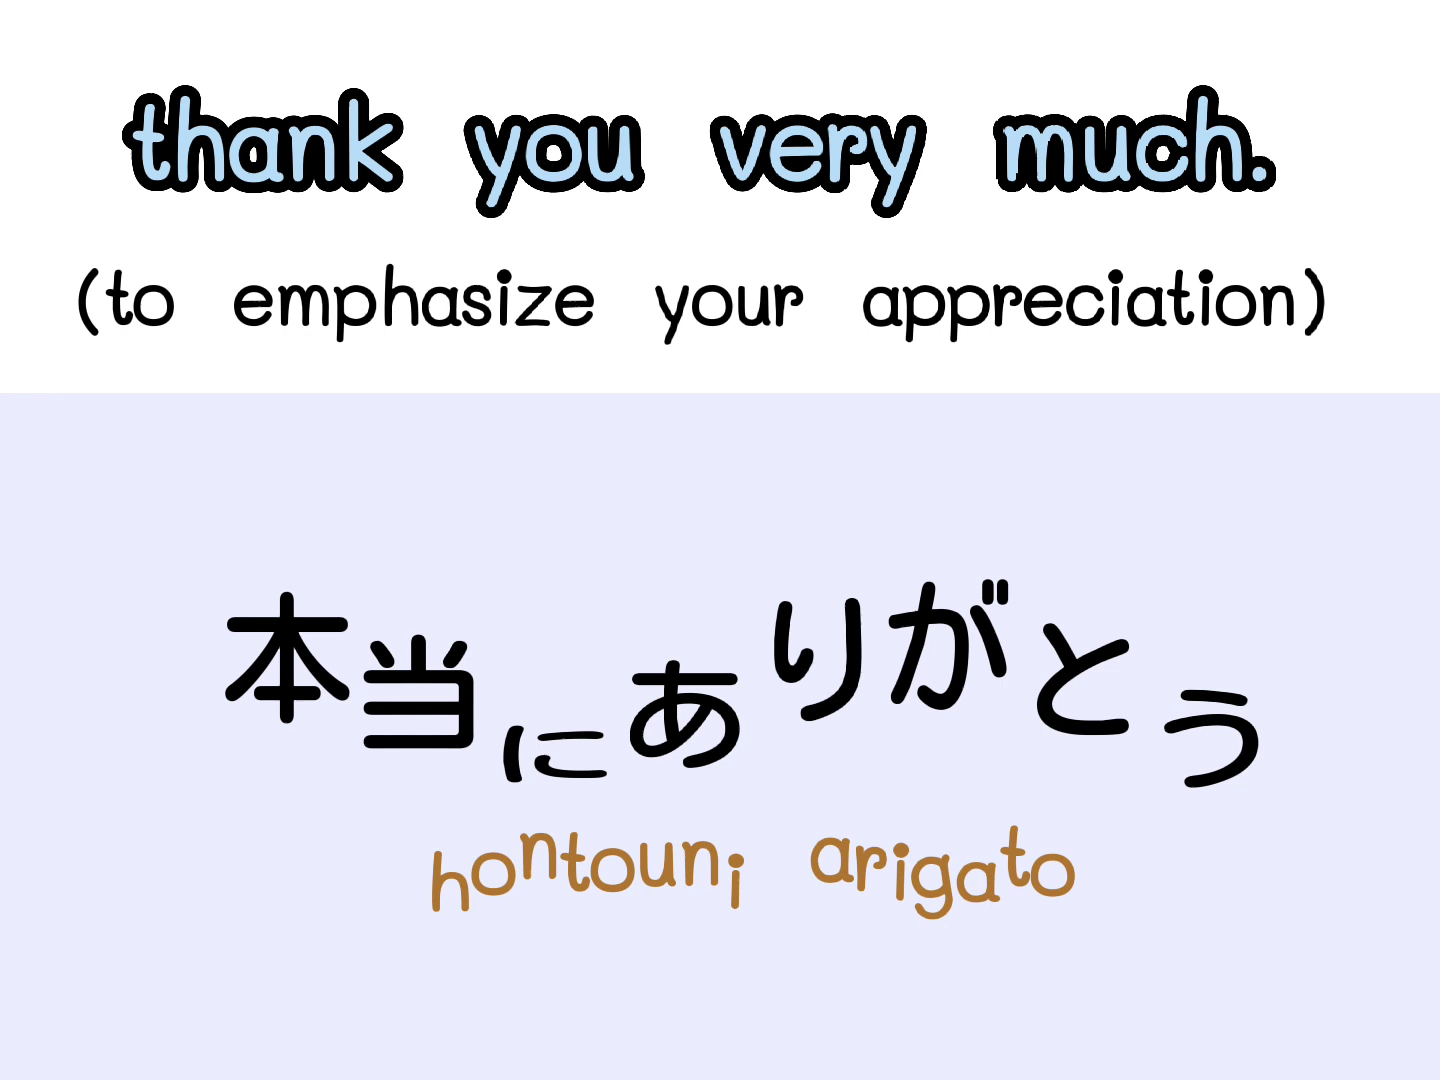 thank you very much.
(to emphasize your appreciation)
本当にありがとう
hontouni arigato